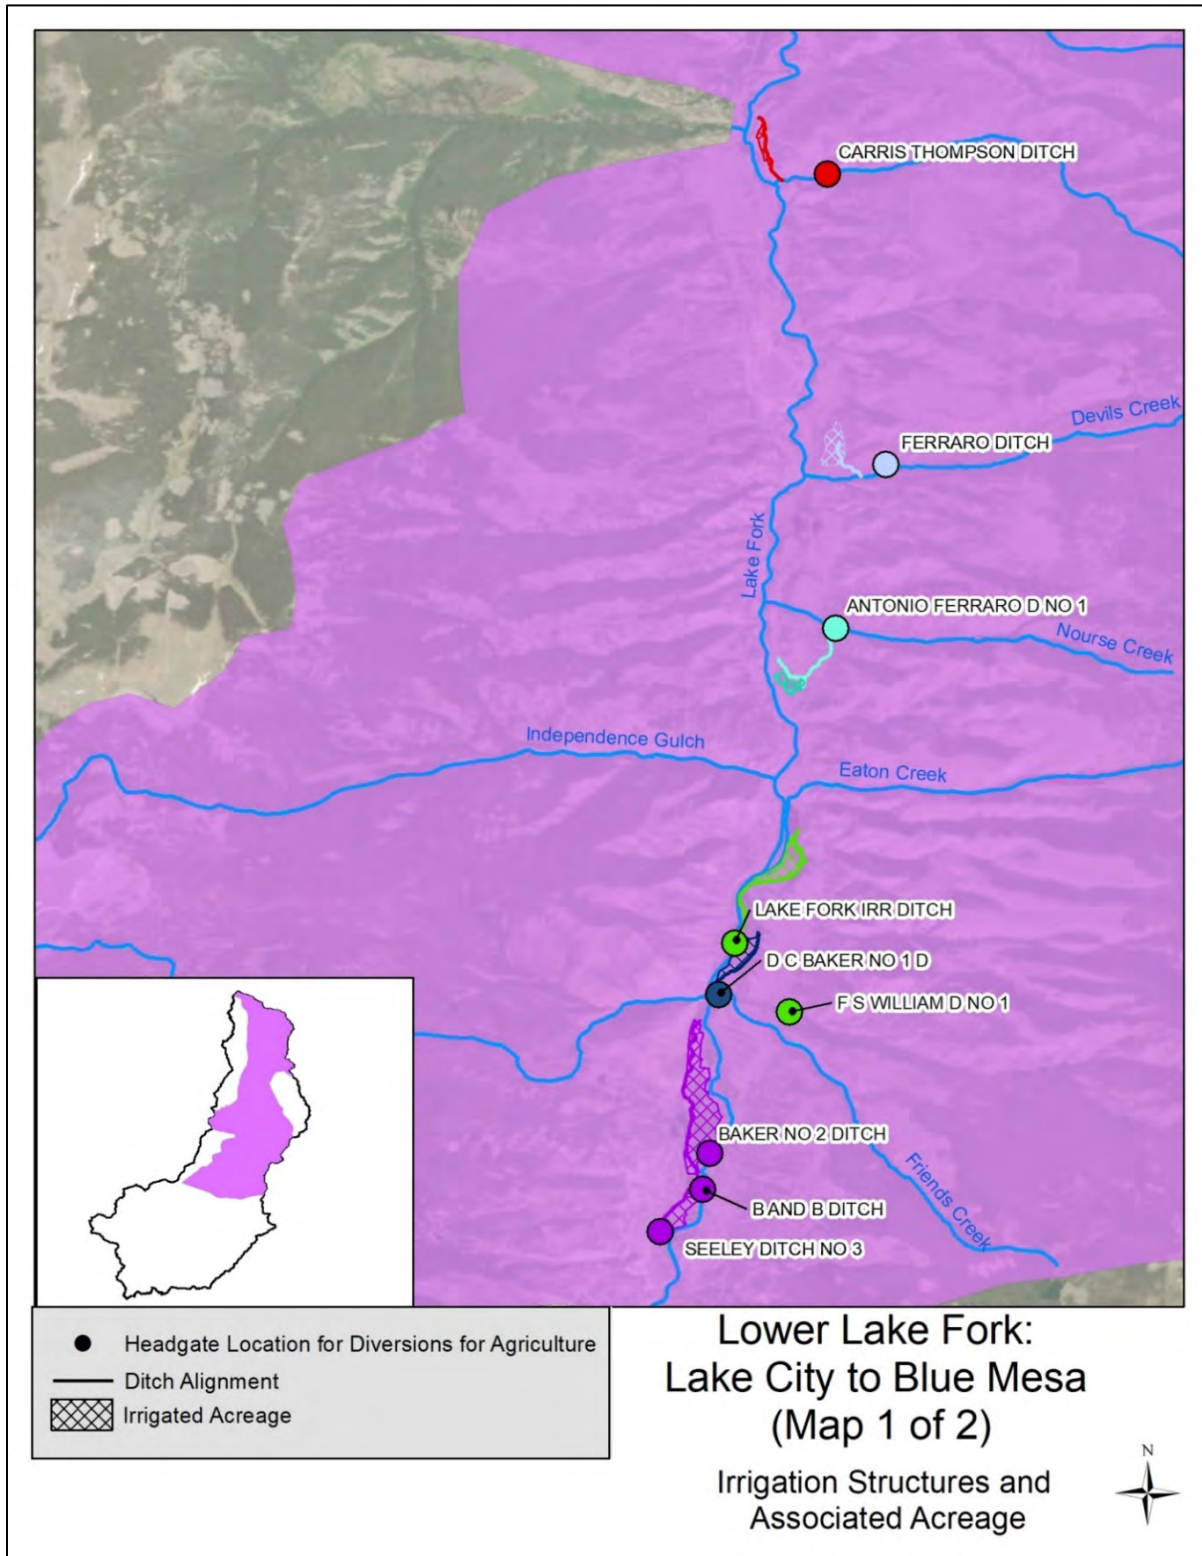 CARRIS THOMPSON DITCH
Devils Creek
FERRARO DITCH
Lake Fork
ANTONIO FERRARO D NO 1
Nourse Creek
Independence Gulch
Eaton Creek
LAKE FORK IRR DITCH
D C BAKER NO 1 D
F S WILLIAM D NO 1
BAKER NO 2 DITCH
Friends Creek
B AND B DITCH
SEELEY DITCH NO 3
Headgate Location for Diversions for Agriculture
Ditch Alignment
Irrigated Acreage
Lower Lake Fork:
Lake City to Blue Mesa
(Map 1 of 2)
Irrigation Structures and
Associated Acreage
N